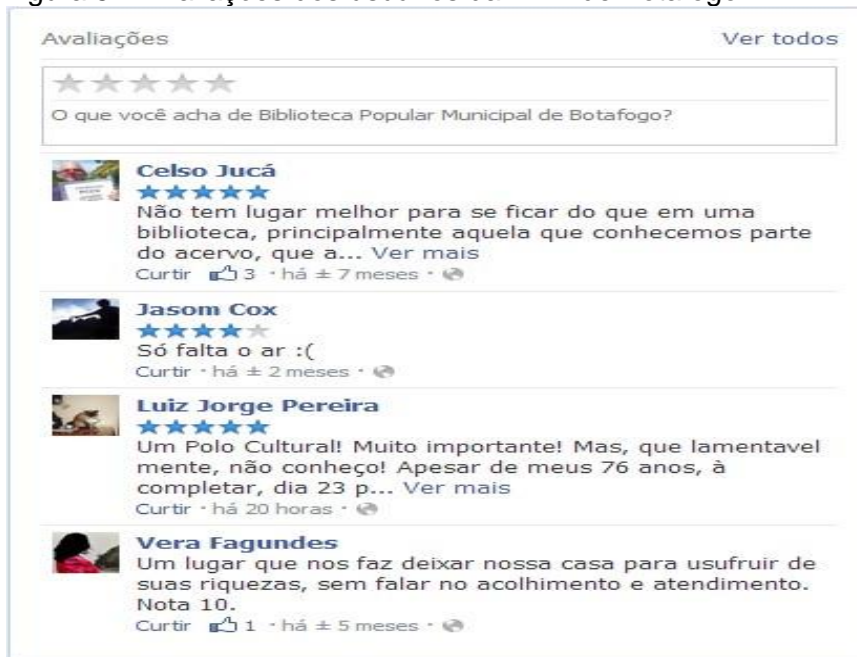 Avaliações Ver todos
O que você acha de Biblioteca Popular Municipal de Botafogo?
Celso Jucá
Não tem lugar melhor para se ficar do que em uma
biblioteca, principalmente aquela que conhecemos parte
do acervo, que a... Ver mais
Curtir 3 · há ± 7 meses ·
Jasom Cox
Só falta o ar :(
Curtir · há ± 2 meses ·
Luiz Jorge Pereira
Um Polo Cultural! Muito importante! Mas, que lamentavel
mente, não conheço! Apesar de meus 76 anos, à
completar, dia 23 p... Ver mais
Curtir · há 20 horas ·
Vera Fagundes
Um lugar que nos faz deixar nossa casa para usufruir de
suas riquezas, sem falar no acolhimento e atendimento.
Nota 10.
Curtir 1 · há ± 5 meses ·